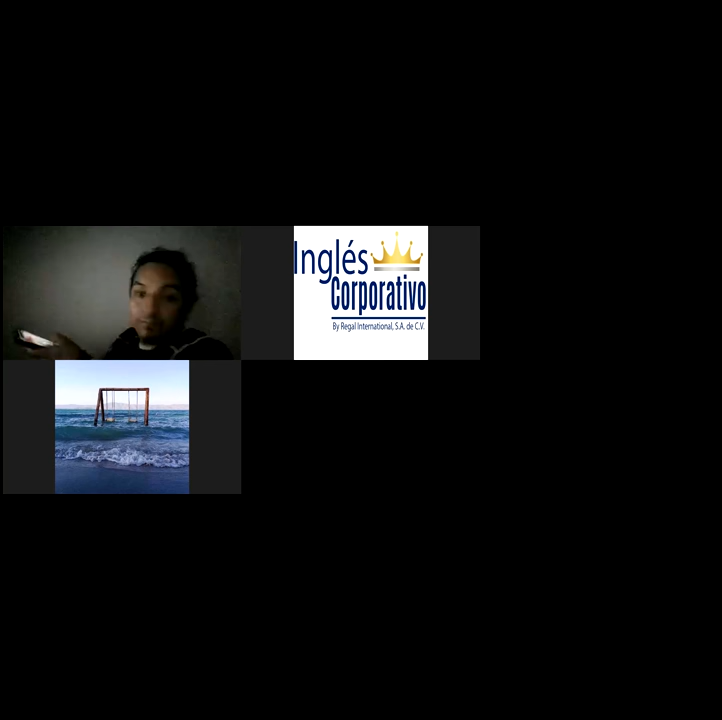 Inglés
Corporativo
By Regal International, S.A. de C.V.